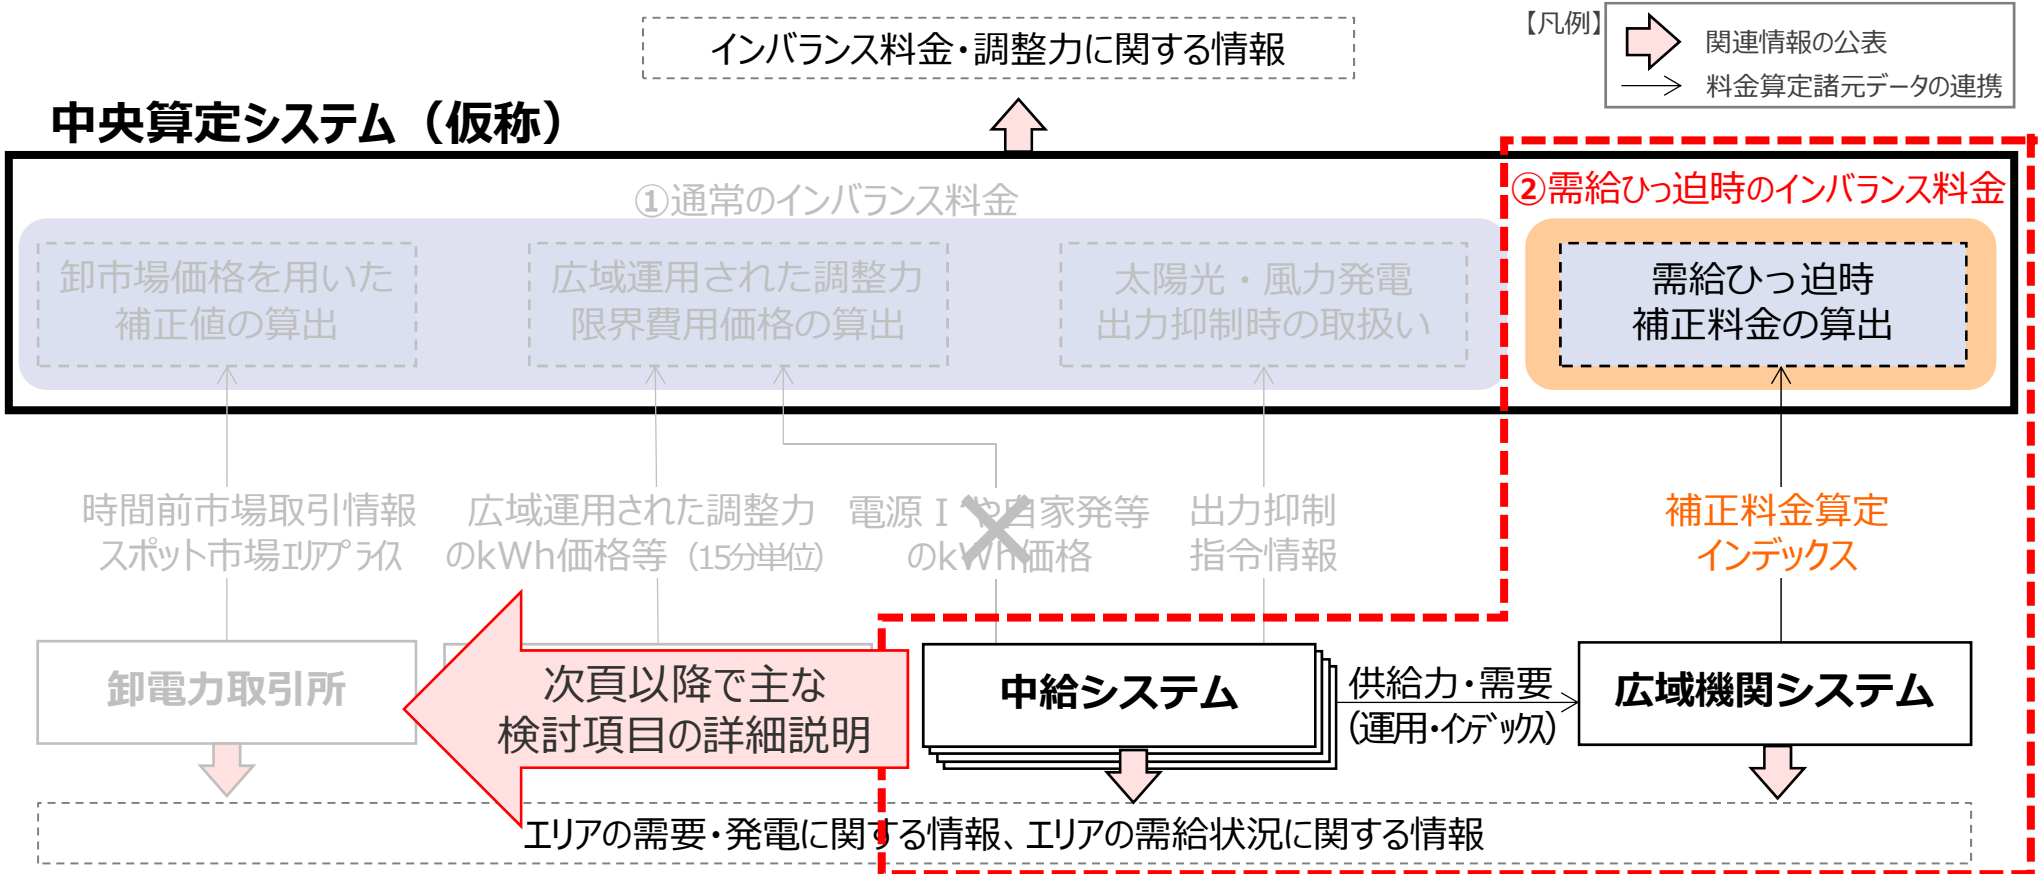 インバランス料金・調整力に関する情報
【凡例】
関連情報の公表
料金算定諸元データの連携
中央算定システム（仮称）
①通常のインバランス料金
②需給ひっ迫時のインバランス料金
卸市場価格を用いた
補正値の算出
広域運用された調整力
限界費用価格の算出
太陽光・風力発電
出力抑制時の取扱い
需給ひっ迫時
補正料金の算出
時間前市場取引情報
スポット市場ｴﾘｱﾌﾟﾗｲｽ
広域運用された調整力
のkWh価格等（15分単位）
電源Ⅰや自家発等
のkWh価格
出力抑制
指令情報
補正料金算定
インデックス
卸電力取引所
次頁以降で主な
検討項目の詳細説明
中給システム
供給力・需要
(運用・ｲﾝﾃﾞｯｸｽ)
広域機関システム
エリアの需要・発電に関する情報、エリアの需給状況に関する情報